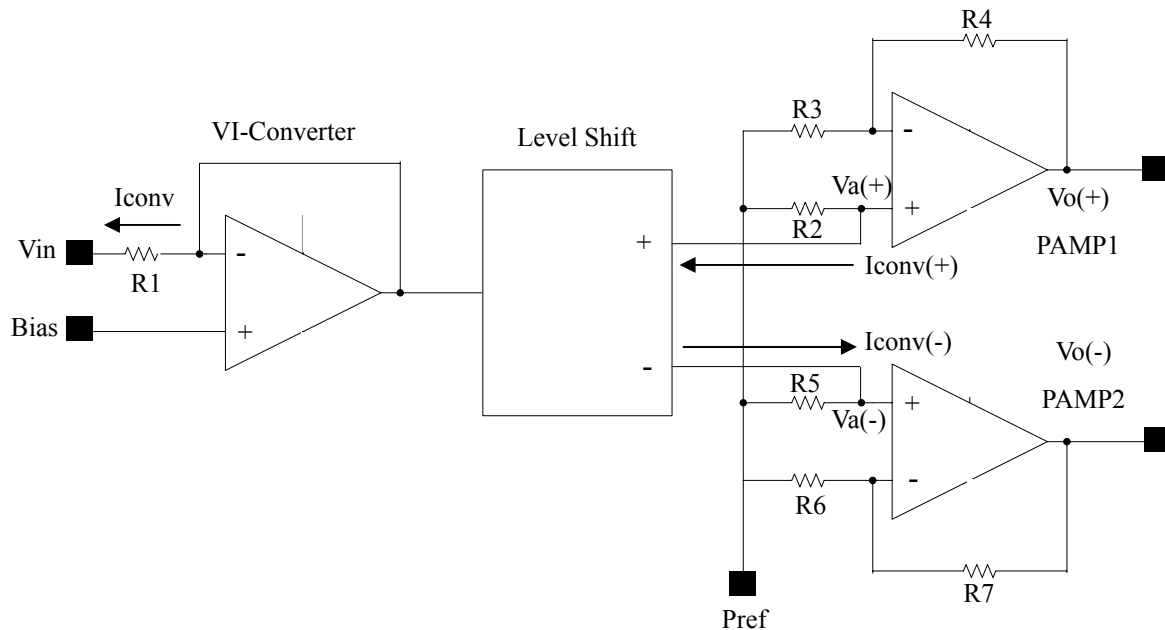 R4
R3
VI-Converter
Level Shift
-
Iconv
Va(+)
+
Vo(+)
R2
PAMP1
Vin
R1
-
+
Iconv(+)
Bias
+
Iconv(-)
Vo(-)
-
R5
+
PAMP2
Va(-)
-
R6
R7
Pref